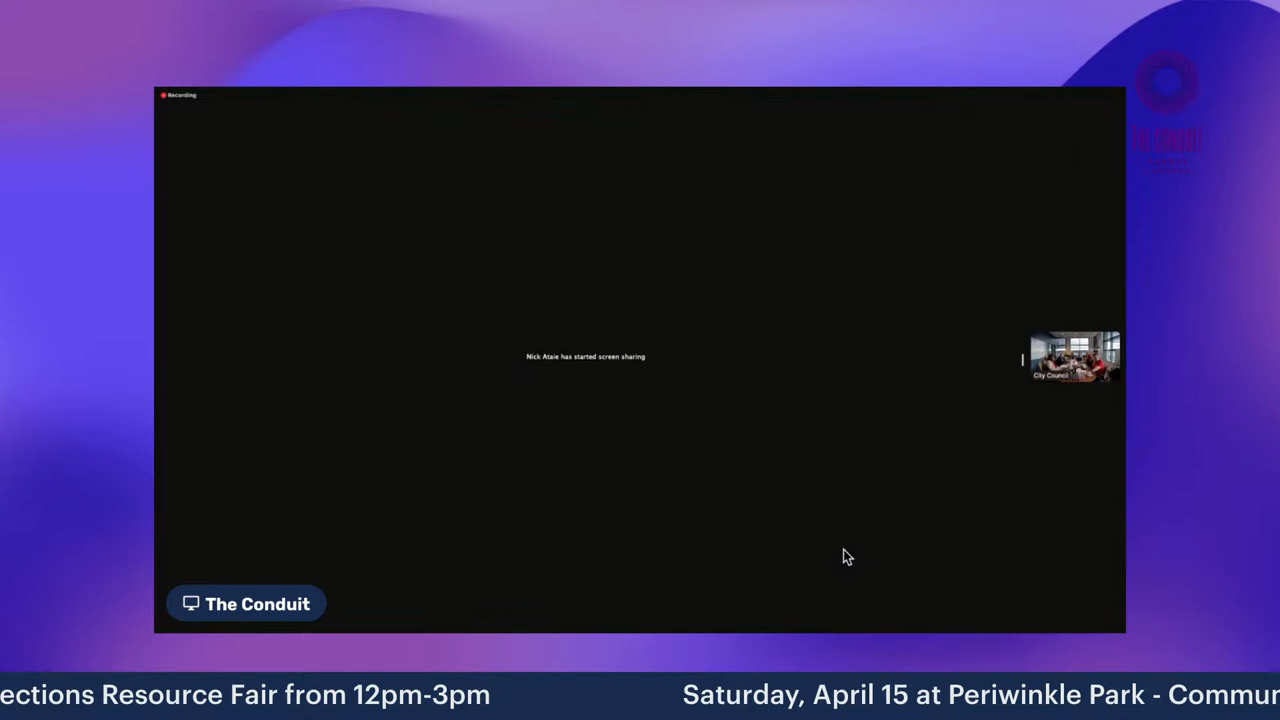 Recording
Nick Ataie has started screen sharing
City Council
The Conduit
ections Resource Fair from 12pm-3pm
Saturday, April 15 at Periwinkle Park - Commun